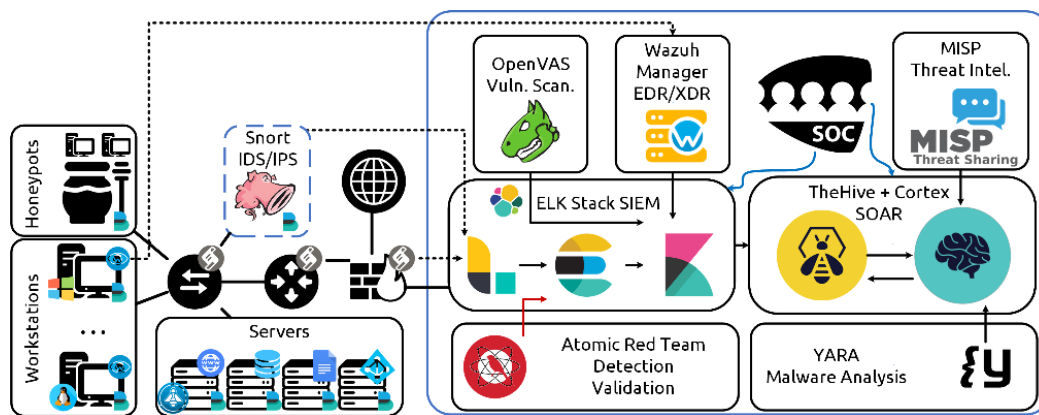 Honeypots
Workstations
...
Snort
IDS/IPS
Servers
OpenVAS
Vuln. Scan.
Wazuh
Manager
EDR/XDR
W
SOC
MISP
Threat Intel.
MISP
Threat Sharing
ELK Stack SIEM
TheHive + Cortex
SOAR
Atomic Red Team
Detection
Validation
YARA
Malware Analysis
{y